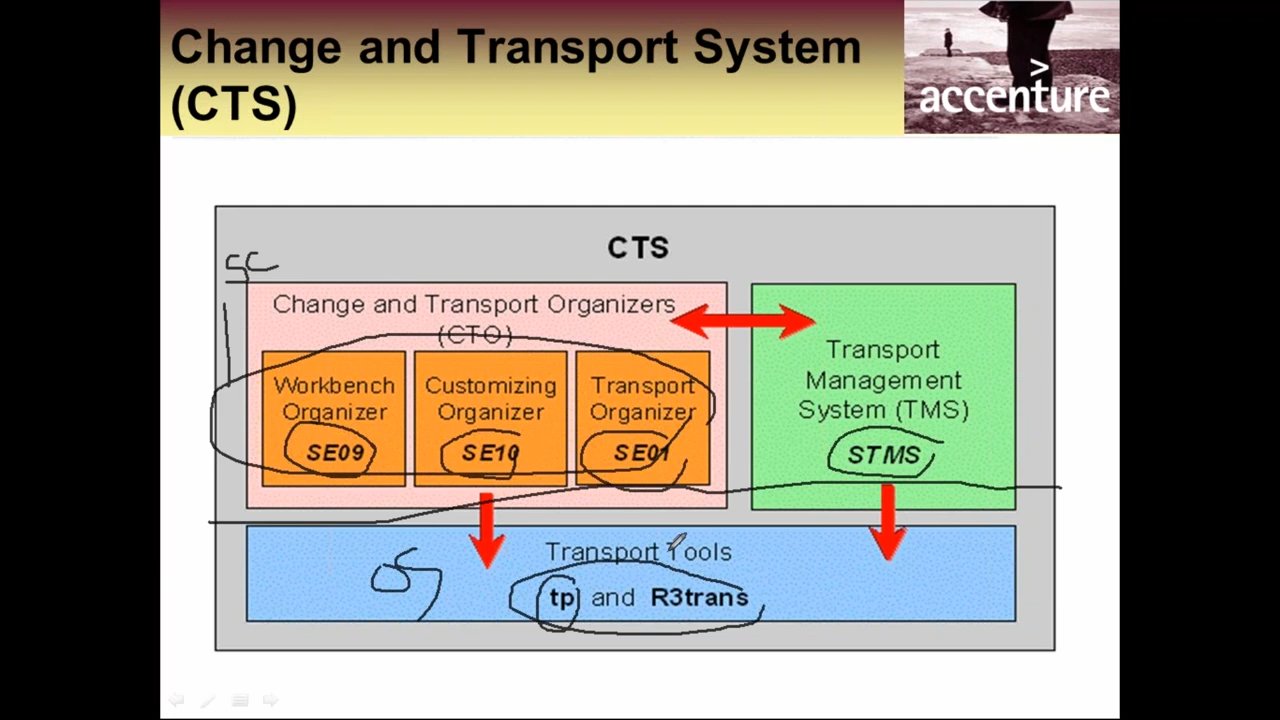 Change and Transport System
(CTS)
>
accenture
CTS
Change and Transport Organizers
(CTO)
Workbench
Organizer
SE09
Customizing
Organizer
SE10
Transport
Organizer
SE01
Transport
Management
System (TMS)
STMS
Transport Tools
tp and R3trans
OS